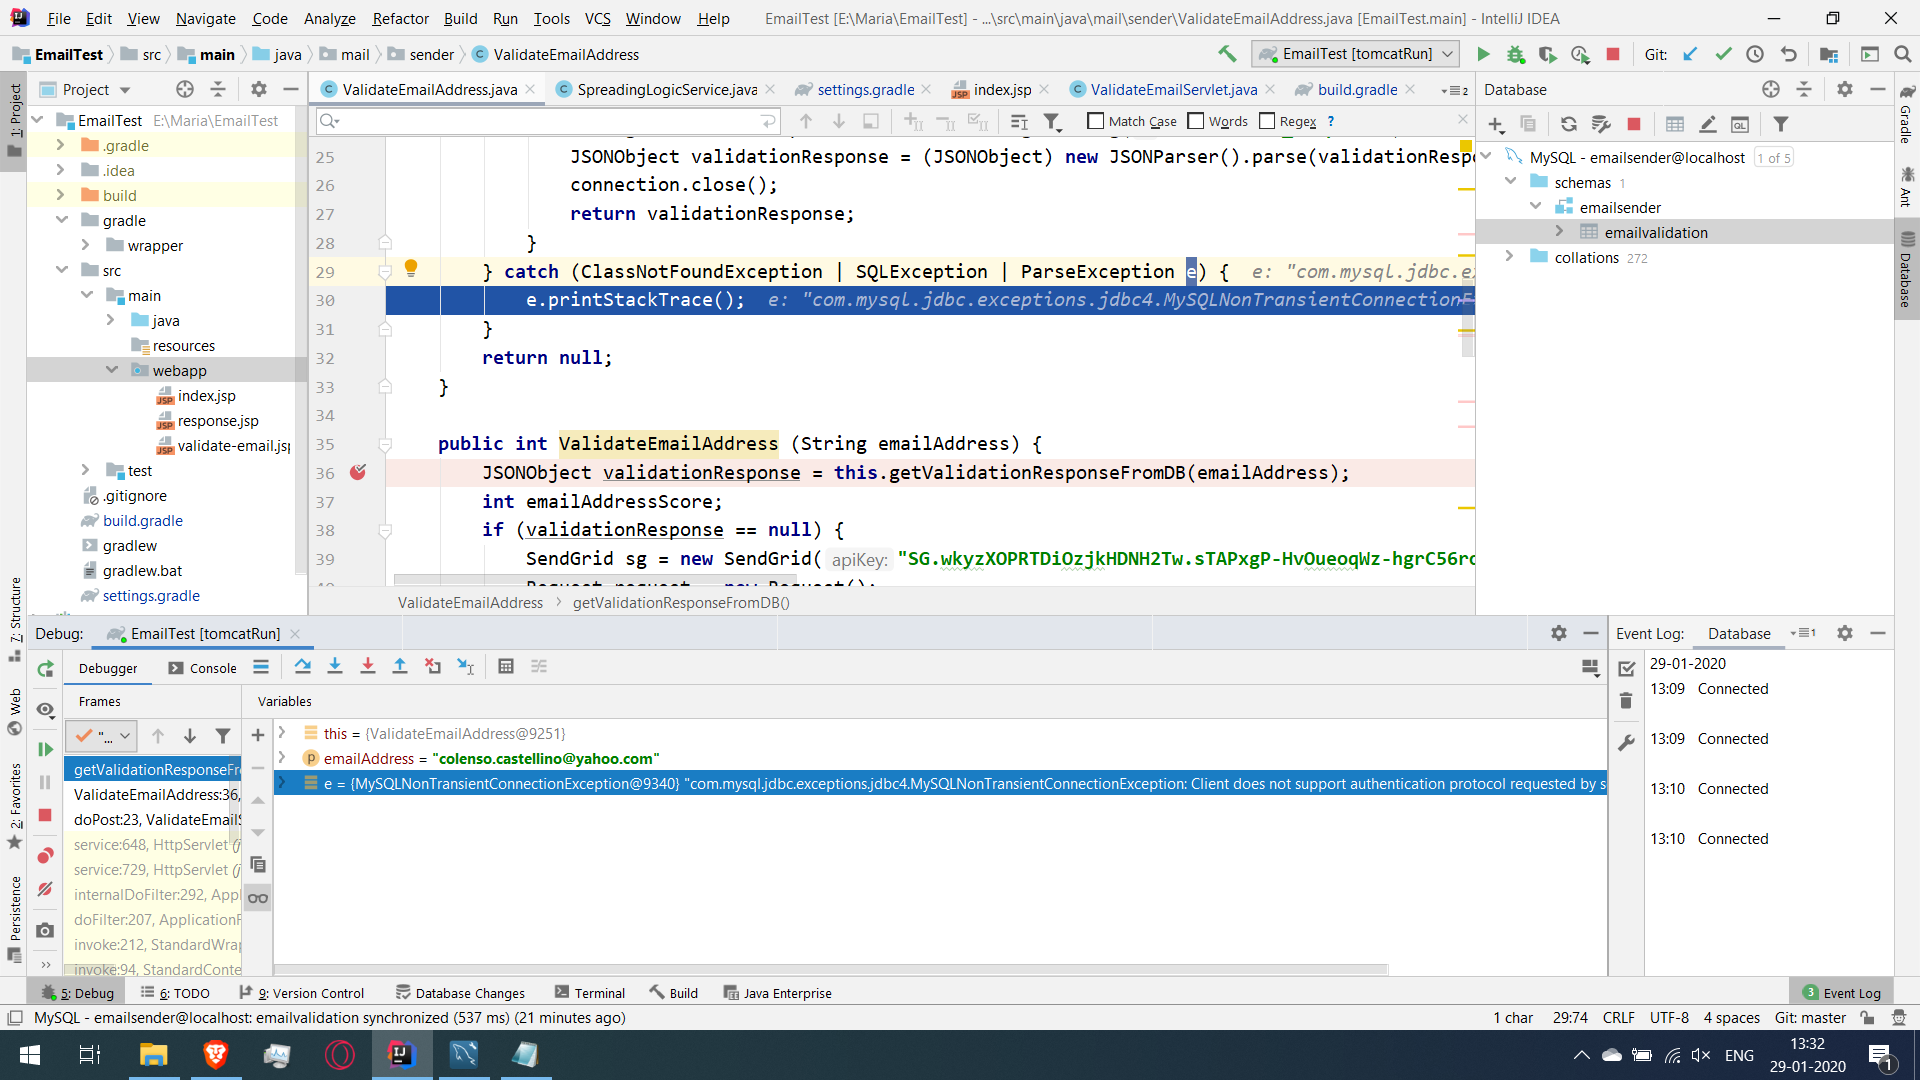 File Edit View Navigate Code Analyze Refactor Build Run Tools VCS Window Help EmailTest [E:\Maria\EmailTest] - ...\src\main\java\mail\sender\ValidateEmailAddress.java [EmailTest.main] - IntelliJ IDEA
EmailTest src main java mail sender ValidateEmailAddress EmailTest [tomcatRun] Git:
Project
ValidateEmailAddress.java SpreadingLogicService.java settings.gradle index.jsp ValidateEmailServlet.java build.gradle 2
Database
Match Case Words Regex ?
1: Project
7: Structure
Web
2: Favorites
Persistence
EmailTest E:\Maria\EmailTest
.gradle
.idea
build
gradle
wrapper
src
main
java
resources
webapp
index.jsp
response.jsp
validate-email.jsp
test
.gitignore
build.gradle
gradlew
gradlew.bat
settings.gradle
25 JSONObject validationResponse = (JSONObject) new JSONParser().parse(validationResp
26 connection.close();
27 return validationResponse;
28 }
29 } catch (ClassNotFoundException | SQLException | ParseException e) { e: "com.mysql.jdbc.ex
30 e.printStackTrace(); e: "com.mysql.jdbc.exceptions.jdbc4.MySQLNonTransientConnectionE
31 }
32 return null;
33 }
34
35 public int ValidateEmailAddress (String emailAddress) {
36 JSONObject validationResponse = this.getValidationResponseFromDB(emailAddress);
37 int emailAddressScore;
38 if (validationResponse == null) {
39 SendGrid sg = new SendGrid( apiKey: "SG.wkyzXOPRTDiOzjkHDNH2Tw.sTAPxgP-HvOueoqWz-hgrC56r
Request request = new Request();
ValidateEmailAddress getValidationResponseFromDB()
MySQL - emailsender@localhost 1 of 5
schemas 1
emailsender
emailvalidation
collations 272
Gradle
Ant
Database
Debug: EmailTest [tomcatRun]
Debugger Console
Frames Variables
"...
getValidationResponseFr
ValidateEmailAddress:36,
doPost:23, ValidateEmailS
service:648, HttpServlet (j
service:729, HttpServlet (j
internalDoFilter:292, Appl
doFilter:207, ApplicationF
invoke:212, StandardWrap
invoke:94, StandardConte
this = {ValidateEmailAddress@9251}
emailAddress = "colenso.castellino@yahoo.com"
e = {MySQLNonTransientConnectionException@9340} "com.mysql.jdbc.exceptions.jdbc4.MySQLNonTransientConnectionException: Client does not support authentication protocol requested by s
Event Log: Database 1
29-01-2020
13:09 Connected
13:09 Connected
13:10 Connected
13:10 Connected
5: Debug 6: TODO 9: Version Control Database Changes Terminal Build Java Enterprise 3 Event Log
MySQL - emailsender@localhost: emailvalidation synchronized (537 ms) (21 minutes ago) 1 char 29:74 CRLF UTF-8 4 spaces Git: master
ENG 13:32
29-01-2020
1